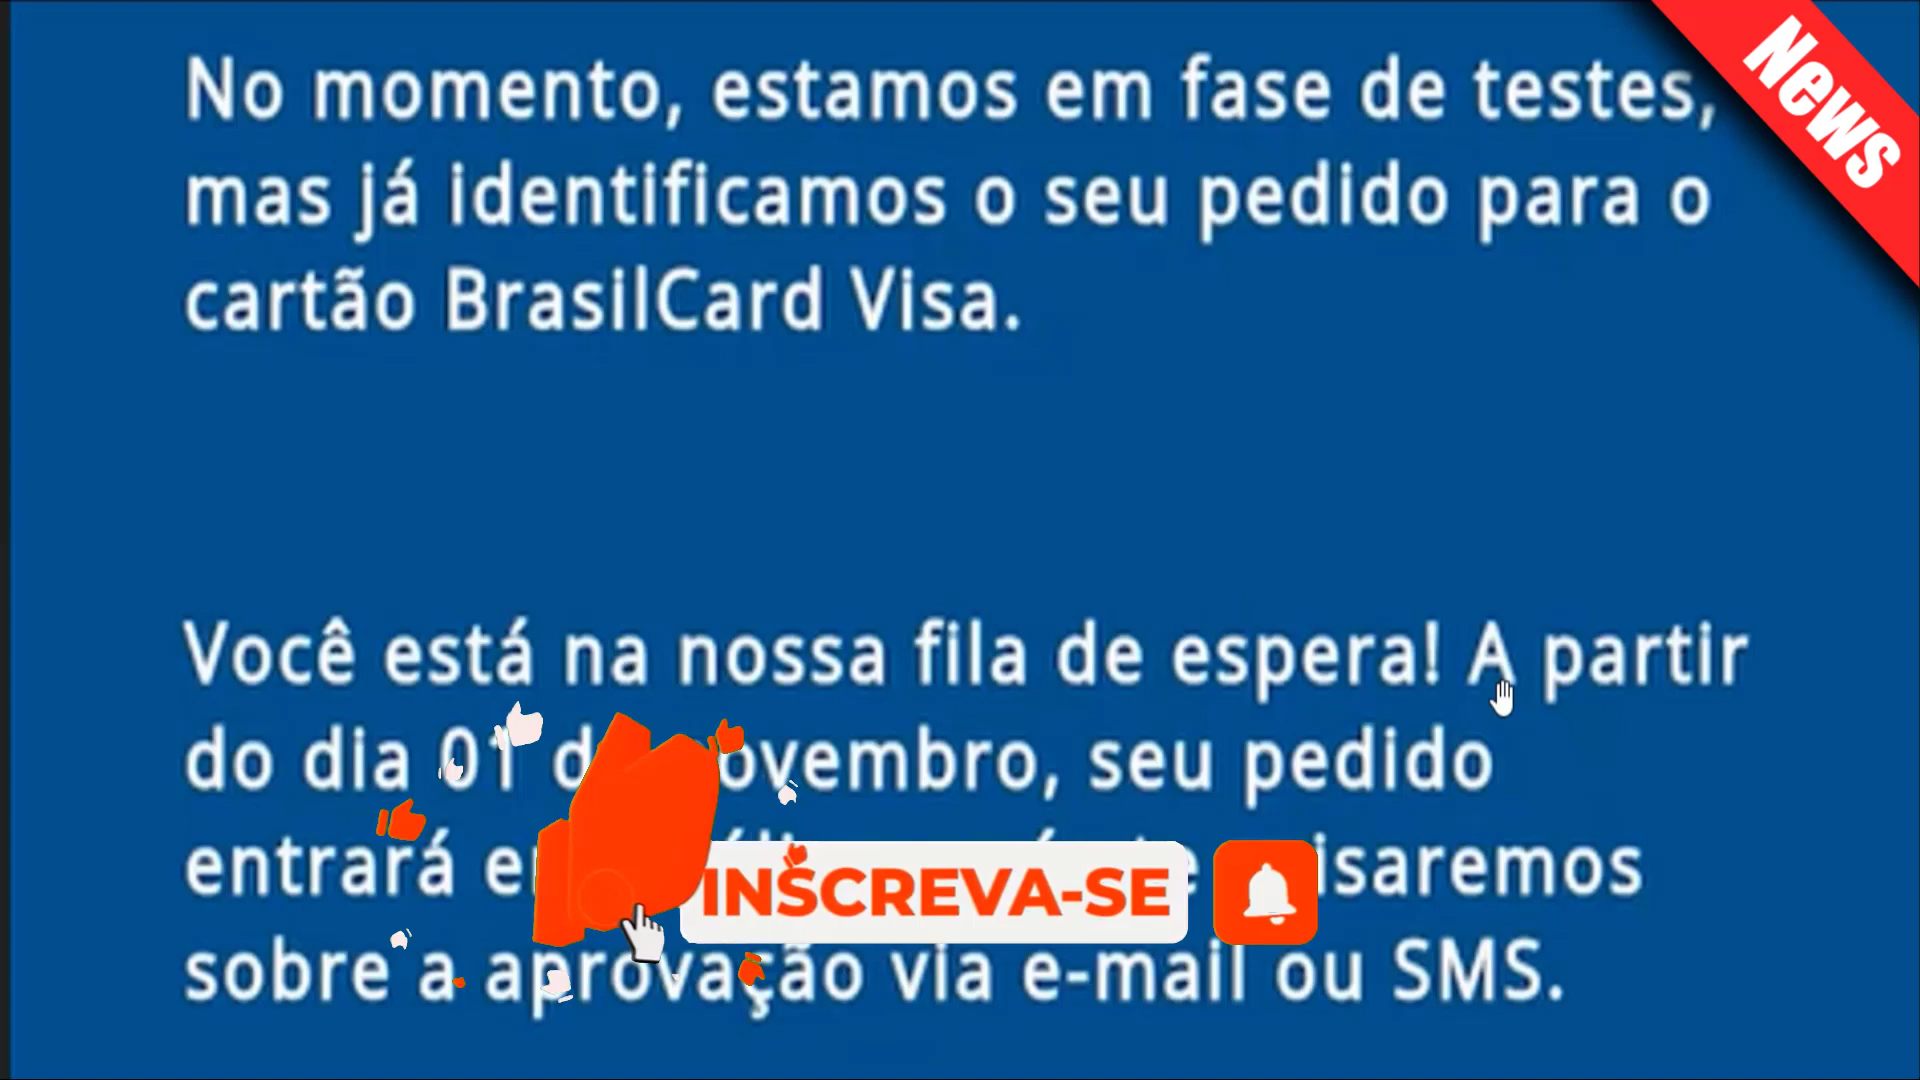 No momento, estamos em fase de testes,
mas já identificamos o seu pedido para o
cartão BrasilCard Visa.
Você está na nossa fila de espera! A partir
do dia 01 ovembro, seu pedido
entrará isaremos
sobre a aprovação via e-mail ou SMS.
INSCREVA-SE
News